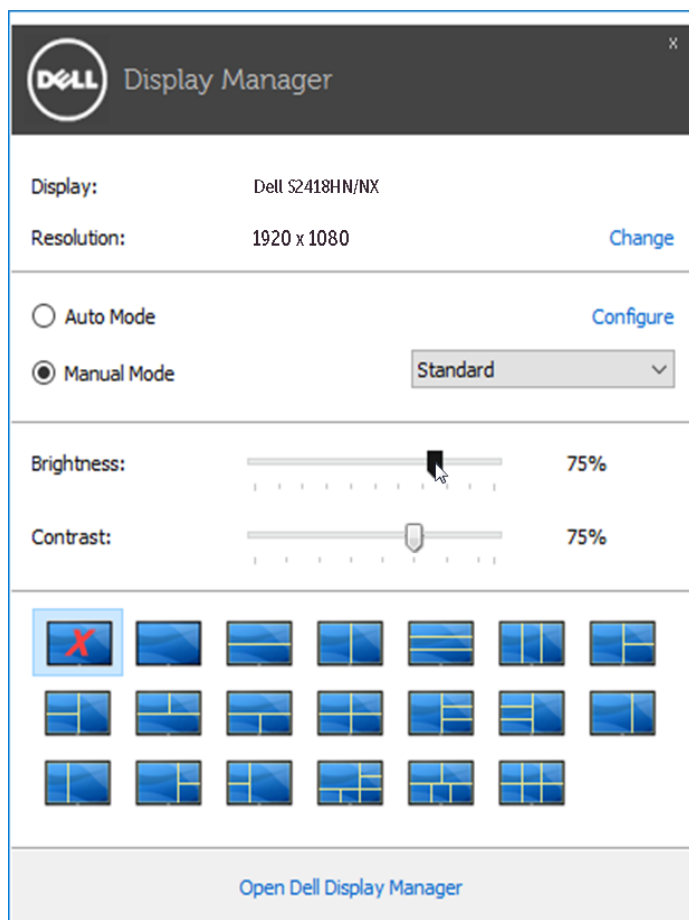 DELL Display Manager x
Display: Dell S2418HN/NX
Resolution: 1920 x 1080 Change
Auto Mode Configure
Manual Mode Standard
Brightness: 75%
Contrast: 75%
X
Open Dell Display Manager